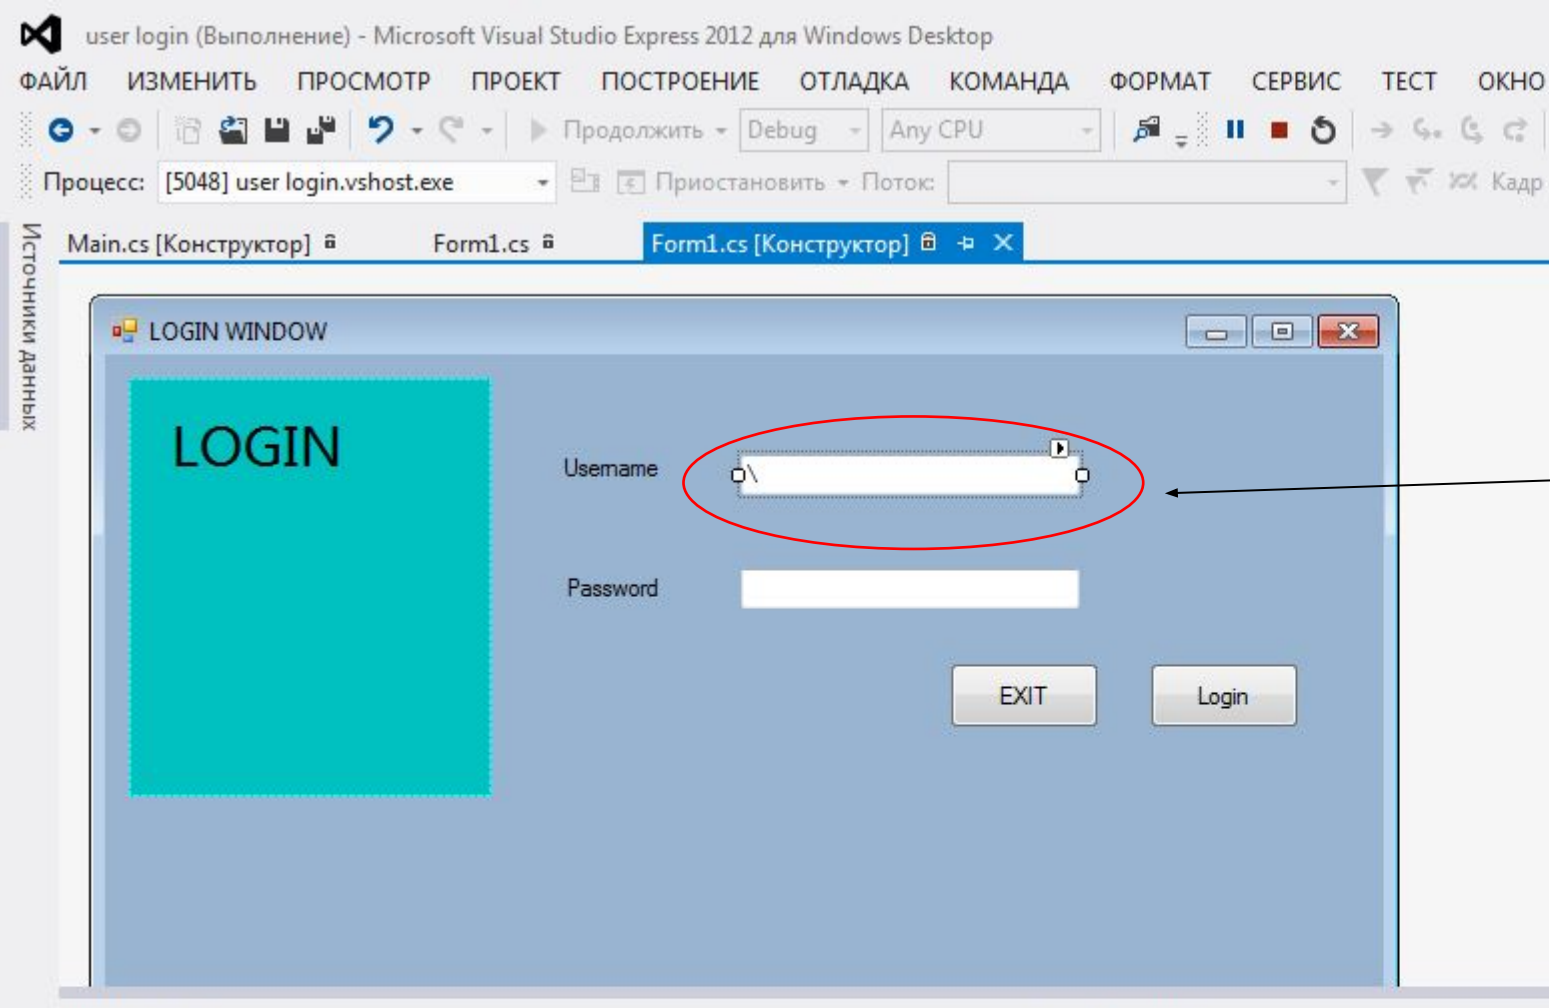 user login (Выполнение) - Microsoft Visual Studio Express 2012 для Windows Desktop
ФАЙЛ ИЗМЕНИТЬ ПРОСМОТР ПРОЕКТ ПОСТРОЕНИЕ ОТЛАДКА КОМАНДА ФОРМАТ СЕРВИС ТЕСТ ОКНО
Продолжить Debug Any CPU
Процесс: [5048] user login.vshost.exe Приостановить Поток: Кадр
Источники данных
Main.cs [Конструктор] Form1.cs Form1.cs [Конструктор]
LOGIN WINDOW
LOGIN
Username \
Password
EXIT Login